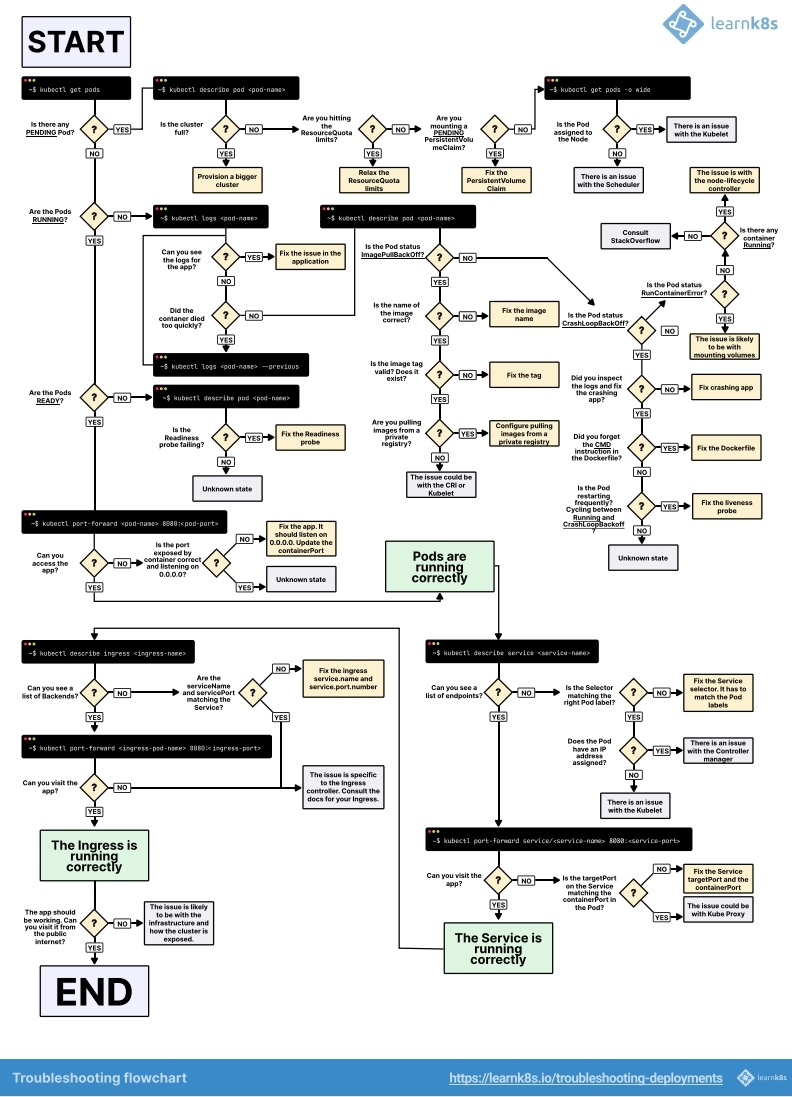 START
learnk8s
~$ kubectl get pods
~$ kubectl describe pod <pod-name>
~$ kubectl get pods -o wide
Is there any
PENDING Pod?
?
YES
NO
Is the cluster
full?
?
NO
YES
Provision a bigger
cluster
Are you hitting
the
ResourceQuota
limits?
?
NO
YES
Relax the
ResourceQuota
limits
Are you
mounting a
PENDING
PersistentVolu
meClaim?
?
NO
YES
Fix the
PersistentVolume
Claim
Is the Pod
assigned to
the Node
?
YES
There is an issue
with the Kubelet
NO
There is an issue
with the Scheduler
The issue is with
the node-lifecycle
controller
YES
Is there any
container
Running?
?
NO
Consult
StackOverflow
NO
Is the Pod status
RunContainerError?
?
YES
The issue is likely
to be with
mounting volumes
Are the Pods
RUNNING?
?
NO
YES
~$ kubectl logs <pod-name>
Can you see
the logs for
the app?
?
YES
Fix the issue in the
application
NO
Did the
contaner died
too quickly?
?
NO
YES
~$ kubectl logs <pod-name> --previous
~$ kubectl describe pod <pod-name>
Is the Pod status
ImagePullBackOff?
?
NO
YES
Is the name of
the image
correct?
?
NO
Fix the image
name
YES
Is the image tag
valid? Does it
exist?
?
NO
Fix the tag
YES
Are you pulling
images from a
private
registry?
?
YES
Configure pulling
images from a
private registry
NO
The issue could be
with the CRI or
Kubelet
Is the Pod status
CrashLoopBackOff?
?
NO
YES
Did you inspect
the logs and fix
the crashing
app?
?
NO
Fix crashing app
YES
Did you forget
the CMD
instruction in
the Dockerfile?
?
YES
Fix the Dockerfile
NO
Is the Pod
restarting
frequently?
Cycling between
Running and
CrashLoopBackoff
?
?
YES
Fix the liveness
probe
NO
Unknown state
Are the Pods
READY?
?
NO
YES
~$ kubectl describe pod <pod-name>
Is the
Readiness
probe failing?
?
YES
Fix the Readiness
probe
NO
Unknown state
~$ kubectl port-forward <pod-name> 8080:<pod-port>
Can you
access the
app?
?
NO
YES
Is the port
exposed by
container correct
and listening on
0.0.0.0?
?
NO
Fix the app. It
should listen on
0.0.0.0. Update the
containerPort
YES
Unknown state
Pods are
running
correctly
~$ kubectl describe service <service-name>
Can you see a
list of endpoints?
?
NO
YES
Is the Selector
matching the
right Pod label?
?
NO
Fix the Service
selector. It has to
match the Pod
labels
YES
Does the Pod
have an IP
address
assigned?
?
YES
There is an issue
with the Controller
manager
NO
There is an issue
with the Kubelet
~$ kubectl port-forward service/<service-name> 8080:<service-port>
Can you visit the
app?
?
NO
YES
Is the targetPort
on the Service
matching the
containerPort in
the Pod?
?
NO
Fix the Service
targetPort and the
containerPort
YES
The issue could be
with Kube Proxy
The Service is
running
correctly
~$ kubectl describe ingress <ingress-name>
Can you see a
list of Backends?
?
NO
YES
Are the
serviceName
and servicePort
matching the
Service?
?
NO
Fix the ingress
service.name and
service.port.number
YES
~$ kubectl port-forward <ingress-pod-name> 8080:<ingress-port>
Can you visit the
app?
?
NO
YES
The issue is specific
to the Ingress
controller. Consult
the docs for your Ingress.
The Ingress is
running
correctly
The app should
be working. Can
you visit it from
the public
internet?
?
NO
The issue is likely
to be with the
infrastructure and
how the cluster is
exposed.
YES
END
Troubleshooting flowchart
https://learnk8s.io/troubleshooting-deployments
learnk8s